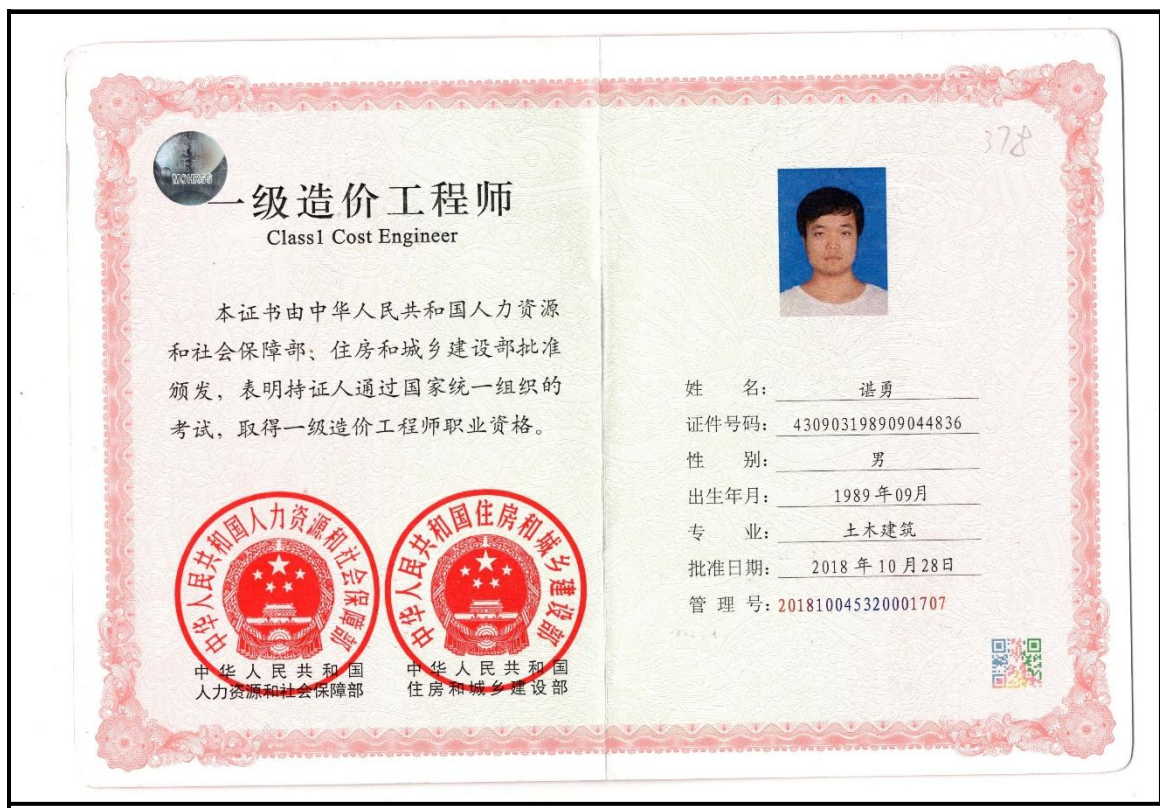 MOHRSS
一级造价工程师
Class1 Cost Engineer
本证书由中华人民共和国人力资源
和社会保障部、住房和城乡建设部批准
颁发，表明持证人通过国家统一组织的
考试，取得一级造价工程师职业资格。
中华人民共和国人力资源和社会保障部
中华人民共和国
人力资源和社会保障部
中华人民共和国住房和城乡建设部
中华人民共和国
住房和城乡建设部
378
姓 名： 谌勇
证件号码： 430903198909044836
性 别： 男
出生年月： 1989年09月
专 业： 土木建筑
批准日期： 2018年10月28日
管 理 号：201810045320001707